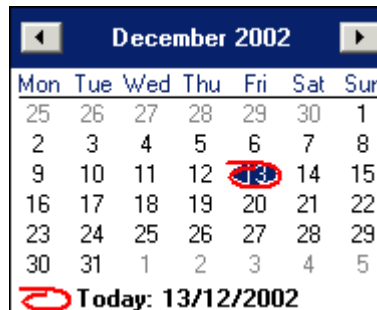 December 2002
Mon Tue Wed Thu Fri Sat Sun
25 26 27 28 29 30 1
2 3 4 5 6 7 8
9 10 11 12 13 14 15
16 17 18 19 20 21 22
23 24 25 26 27 28 29
30 31 1 2 3 4 5
Today: 13/12/2002